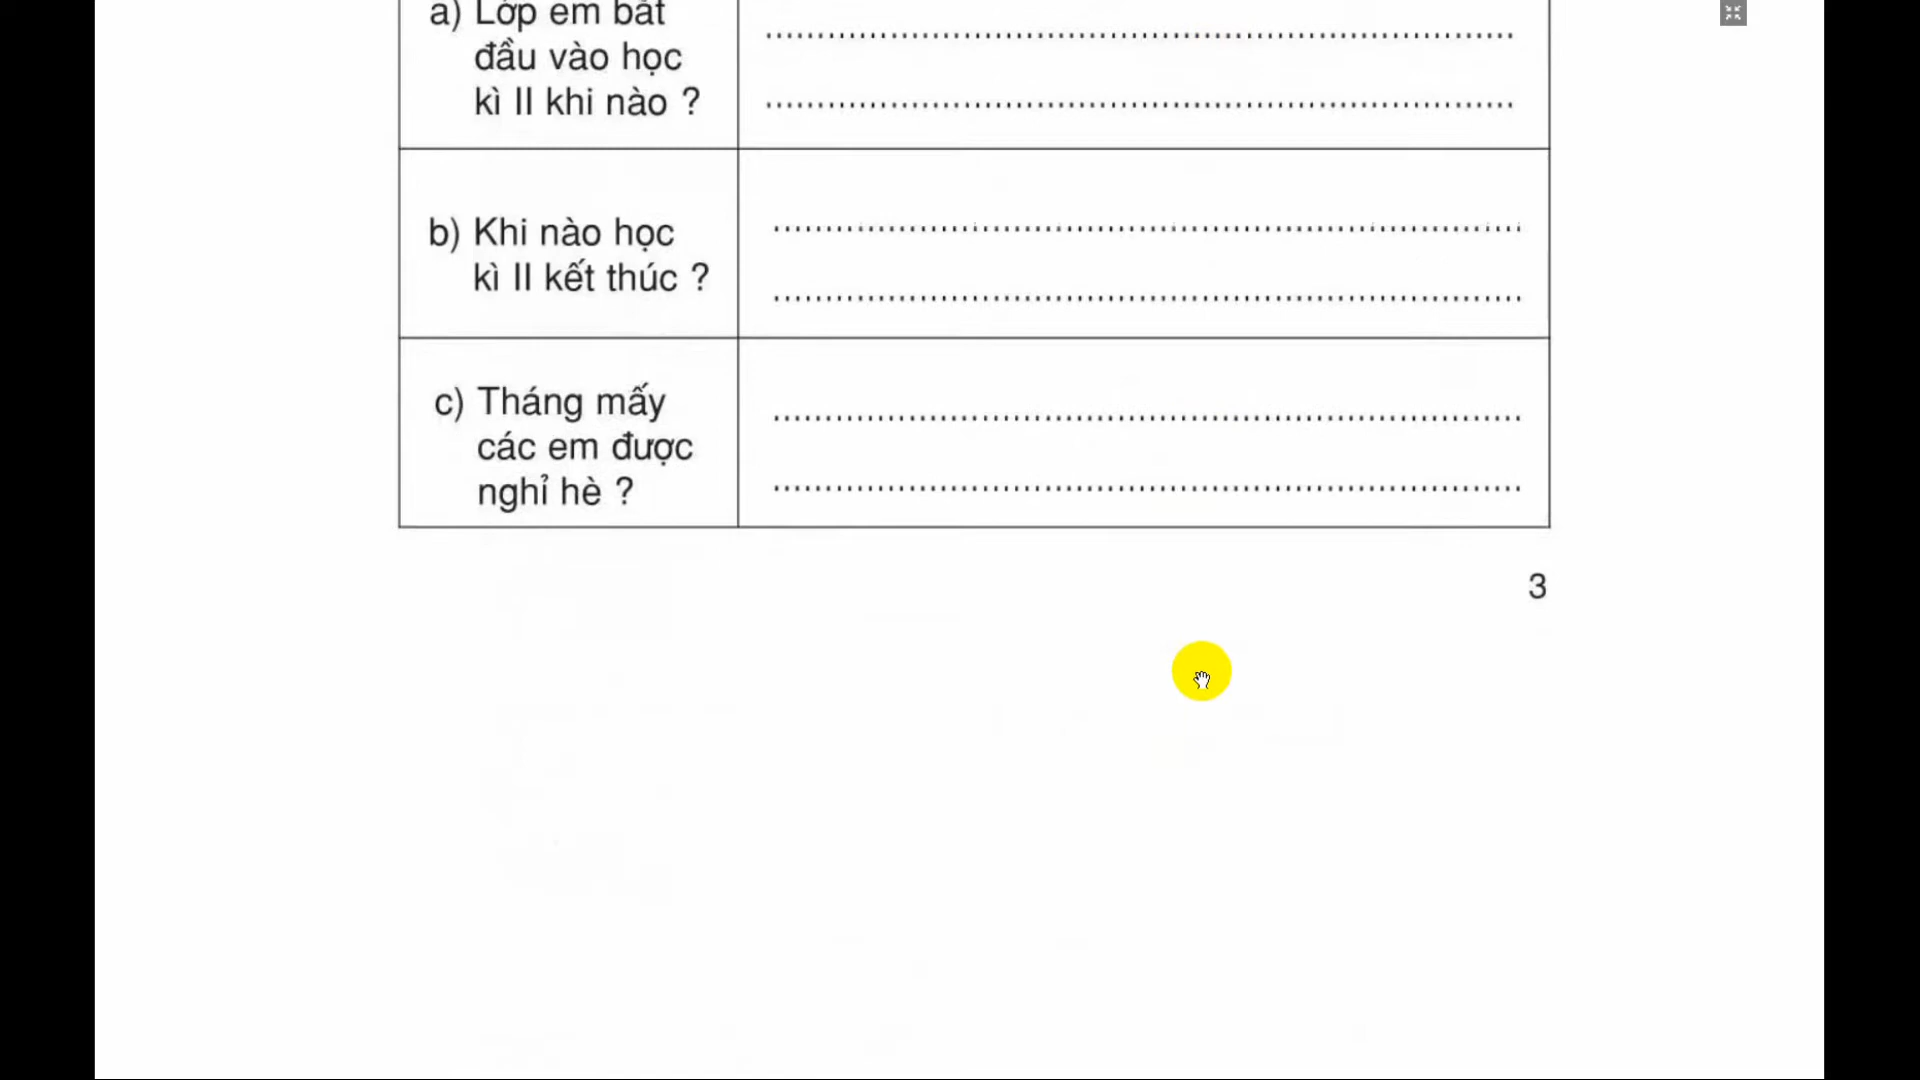 a) Lớp em bắt
đầu vào học
kì II khi nào ?
b) Khi nào học
kì II kết thúc ?
c) Tháng mấy
các em được
nghỉ hè ?
3